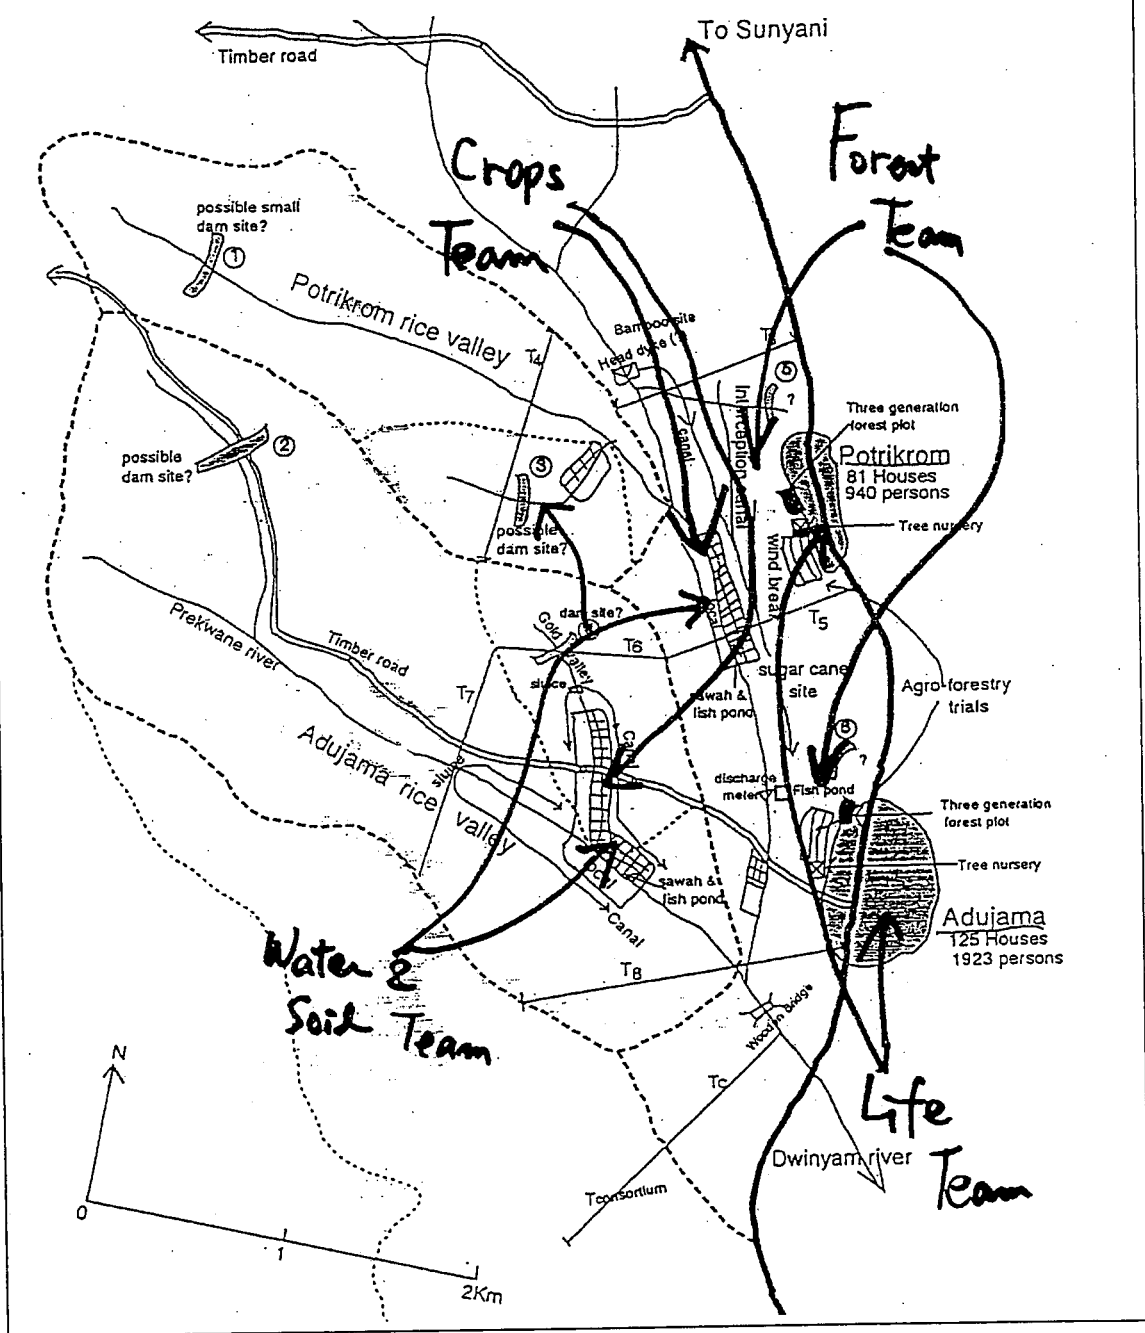 To Sunyani
Timber road
Crops
Team
Forest
Team
possible small
dam site?
①
Potrikrom rice valley
Bamboo site
Head dyce (?)
T4
⑤
?
Interception canal
canal
Three generation
forest plot
Potrikrom
81 Houses
940 persons
Tree nursery
②
possible
dam site?
③
possible
dam site?
wind break
dam site?
Gold valley
T5
T6
T7
Prekwane river
Timber road
sluice
sawah &
fish pond
sugar cane
site
Agro-forestry
trials
Adujama rice
valley
sluice
canal
⑥
?
discharge
meter
Fish pond
Three generation
forest plot
Tree nursery
local
sawah &
fish pond
Canal
Adujama
125 Houses
1923 persons
Water &
Soil Team
T8
Wooden Bridge
N
Tc
Life
Team
Dwinyam river
Tconsortium
0
1
2Km